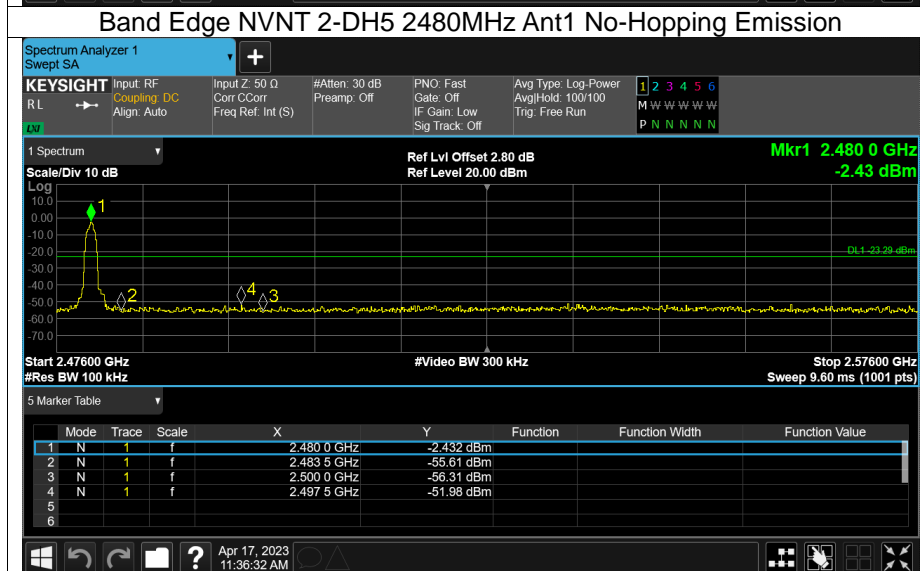 Band Edge NVNT 2-DH5 2480MHz Ant1 No-Hopping Emission
Spectrum Analyzer 1
Swept SA
+
KEYSIGHT Input: RF Input Z: 50 Ω #Atten: 30 dB PNO: Fast Avg Type: Log-Power 1 2 3 4 5 6
R L Coupling: DC Corr CCorr Preamp: Off Gate: Off Avg|Hold: 100/100 M W W W W W
Align: Auto Freq Ref: Int (S) IF Gain: Low Trig: Free Run
LXI Sig Track: Off P N N N N N
1 Spectrum Ref Lvl Offset 2.80 dB Mkr1 2.480 0 GHz
Scale/Div 10 dB Ref Level 20.00 dBm -2.43 dBm
Log
10.0
1
0.00
-10.0
-20.0 DL1 -23.29 dBm
-30.0
-40.0
2 4 3
-50.0
-60.0
-70.0
Start 2.47600 GHz #Video BW 300 kHz Stop 2.57600 GHz
#Res BW 100 kHz Sweep 9.60 ms (1001 pts)
5 Marker Table
Mode Trace Scale X Y Function Function Width Function Value
1 N 1 f 2.480 0 GHz -2.432 dBm
2 N 1 f 2.483 5 GHz -55.61 dBm
3 N 1 f 2.500 0 GHz -56.31 dBm
4 N 1 f 2.497 5 GHz -51.98 dBm
5
6
? Apr 17, 2023
11:36:32 AM